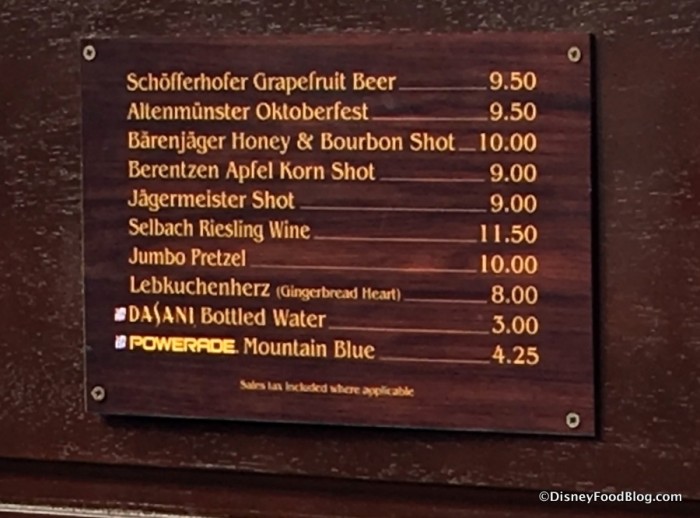 Schöfferhofer Grapefruit Beer 9.50
Altenmünster Oktoberfest 9.50
Bärenjäger Honey & Bourbon Shot 10.00
Berentzen Apfel Korn Shot 9.00
Jägermeister Shot 9.00
Selbach Riesling Wine 11.50
Jumbo Pretzel 10.00
Lebkuchenherz (Gingerbread Heart) 8.00
DASANI Bottled Water 3.00
POWERADE Mountain Blue 4.25
Sales tax included where applicable
©DisneyFoodBlog.com